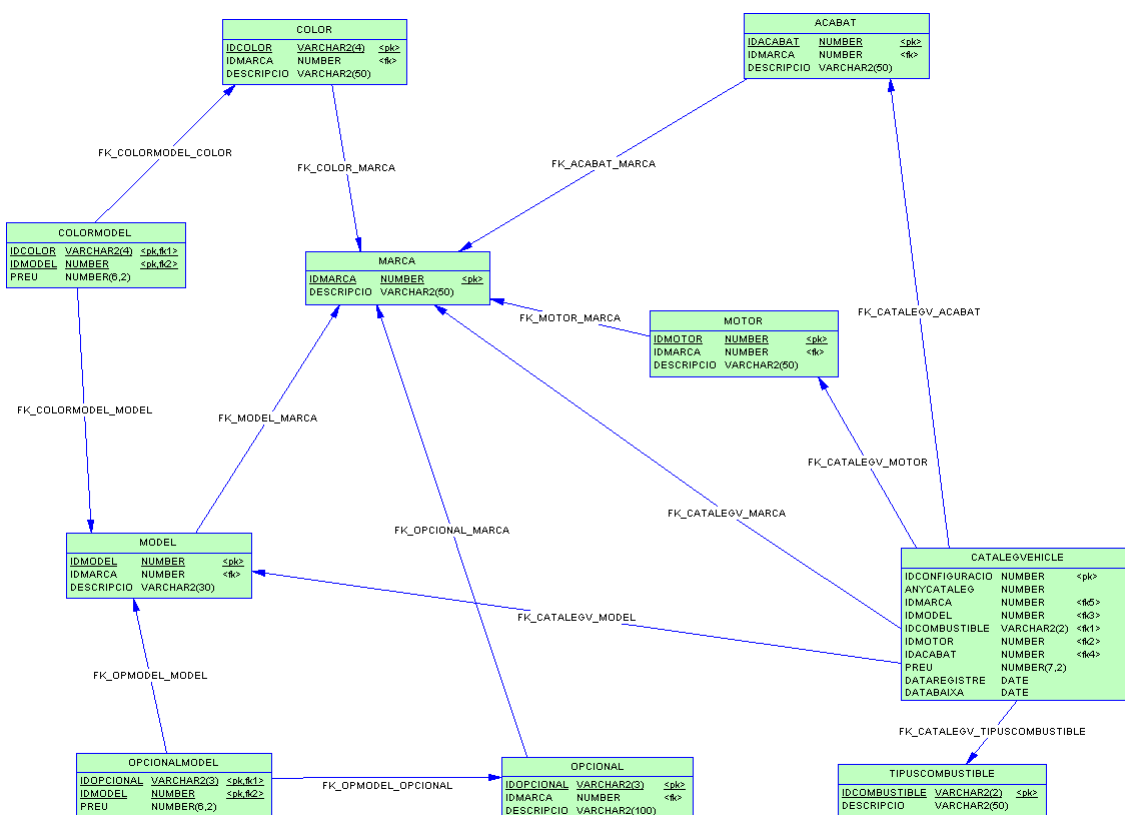 COLOR
IDCOLOR VARCHAR2(4) <pk>
IDMARCA NUMBER <fk>
DESCRIPCIO VARCHAR2(50)
ACABAT
IDACABAT NUMBER <pk>
IDMARCA NUMBER <fk>
DESCRIPCIO VARCHAR2(50)
FK_COLORMODEL_COLOR
FK_COLOR_MARCA
FK_ACABAT_MARCA
COLORMODEL
IDCOLOR VARCHAR2(4) <pk,fk1>
IDMODEL NUMBER <pk,fk2>
PREU NUMBER(6,2)
MARCA
IDMARCA NUMBER <pk>
DESCRIPCIO VARCHAR2(50)
FK_MOTOR_MARCA
FK_CATALEGV_ACABAT
MOTOR
IDMOTOR NUMBER <pk>
IDMARCA NUMBER <fk>
DESCRIPCIO VARCHAR2(50)
FK_COLORMODEL_MODEL
FK_MODEL_MARCA
FK_CATALEGV_MOTOR
FK_OPCIONAL_MARCA
FK_CATALEGV_MARCA
MODEL
IDMODEL NUMBER <pk>
IDMARCA NUMBER <fk>
DESCRIPCIO VARCHAR2(30)
CATALEGVEHICLE
IDCONFIGURACIO NUMBER <pk>
ANYCATALEG NUMBER
IDMARCA NUMBER <fk5>
IDMODEL NUMBER <fk3>
IDCOMBUSTIBLE VARCHAR2(2) <fk1>
IDMOTOR NUMBER <fk2>
IDACABAT NUMBER <fk4>
PREU NUMBER(7,2)
DATAREGISTRE DATE
DATABAIXA DATE
FK_CATALEGV_MODEL
FK_OPMODEL_MODEL
FK_CATALEGV_TIPUSCOMBUSTIBLE
OPCIONALMODEL
IDOPCIONAL VARCHAR2(3) <pk,fk1>
IDMODEL NUMBER <pk,fk2>
PREU NUMBER(6,2)
FK_OPMODEL_OPCIONAL
OPCIONAL
IDOPCIONAL VARCHAR2(3) <pk>
IDMARCA NUMBER <fk>
DESCRIPCIO VARCHAR2(100)
TIPUSCOMBUSTIBLE
IDCOMBUSTIBLE VARCHAR2(2) <pk>
DESCRIPCIO VARCHAR2(50)